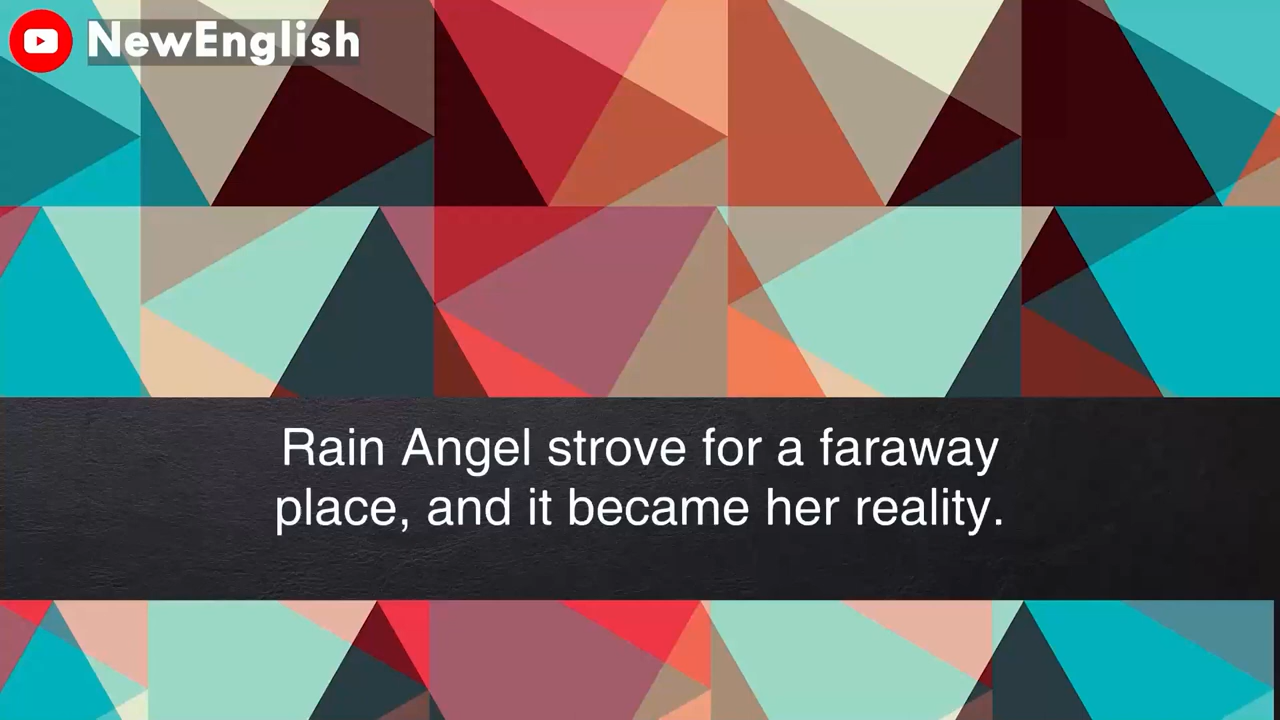 NewEnglish
Rain Angel strove for a faraway
place, and it became her reality.